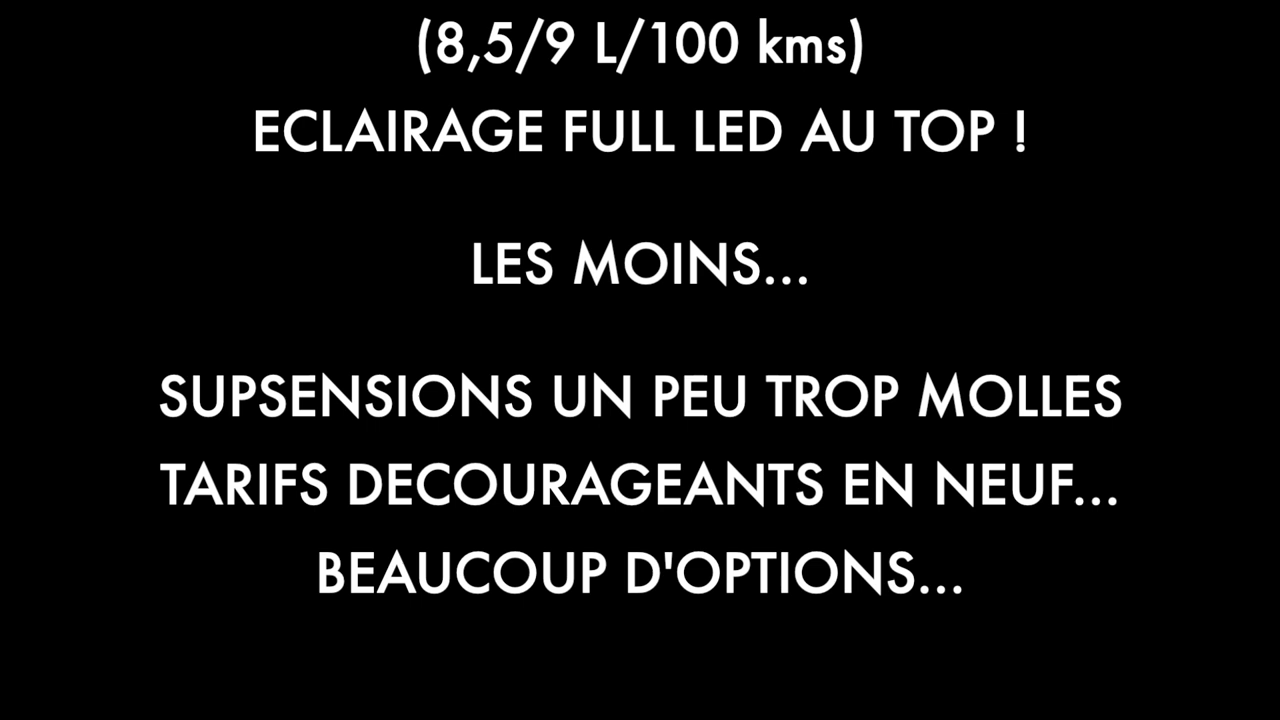 (8,5/9 L/100 kms)
ECLAIRAGE FULL LED AU TOP !
LES MOINS...
SUPSENSIONS UN PEU TROP MOLLES
TARIFS DECOURAGEANTS EN NEUF...
BEAUCOUP D'OPTIONS...